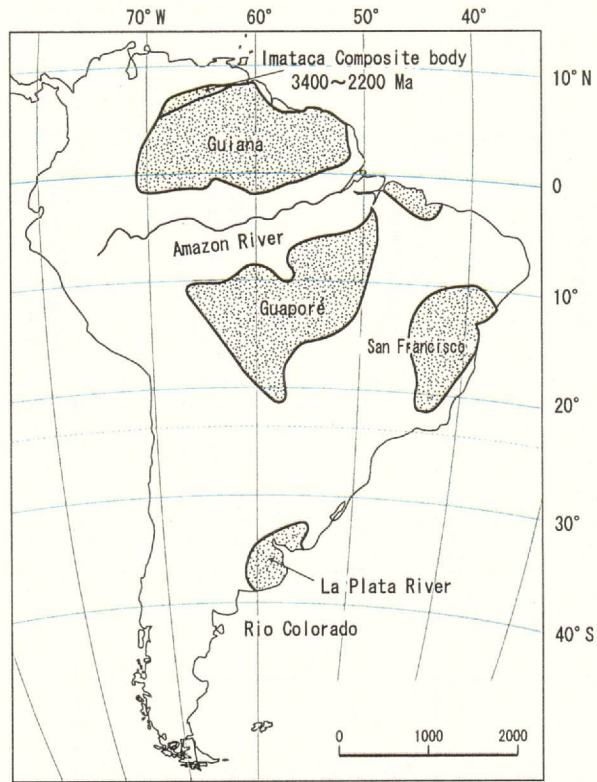 70° W 60° 50° 40°
Imataca Composite body
3400～2200 Ma
10° N
Guiana
0
Amazon River
Guaporé
10°
San Francisco
20°
30°
La Plata River
Rio Colorado
40° S
0 1000 2000